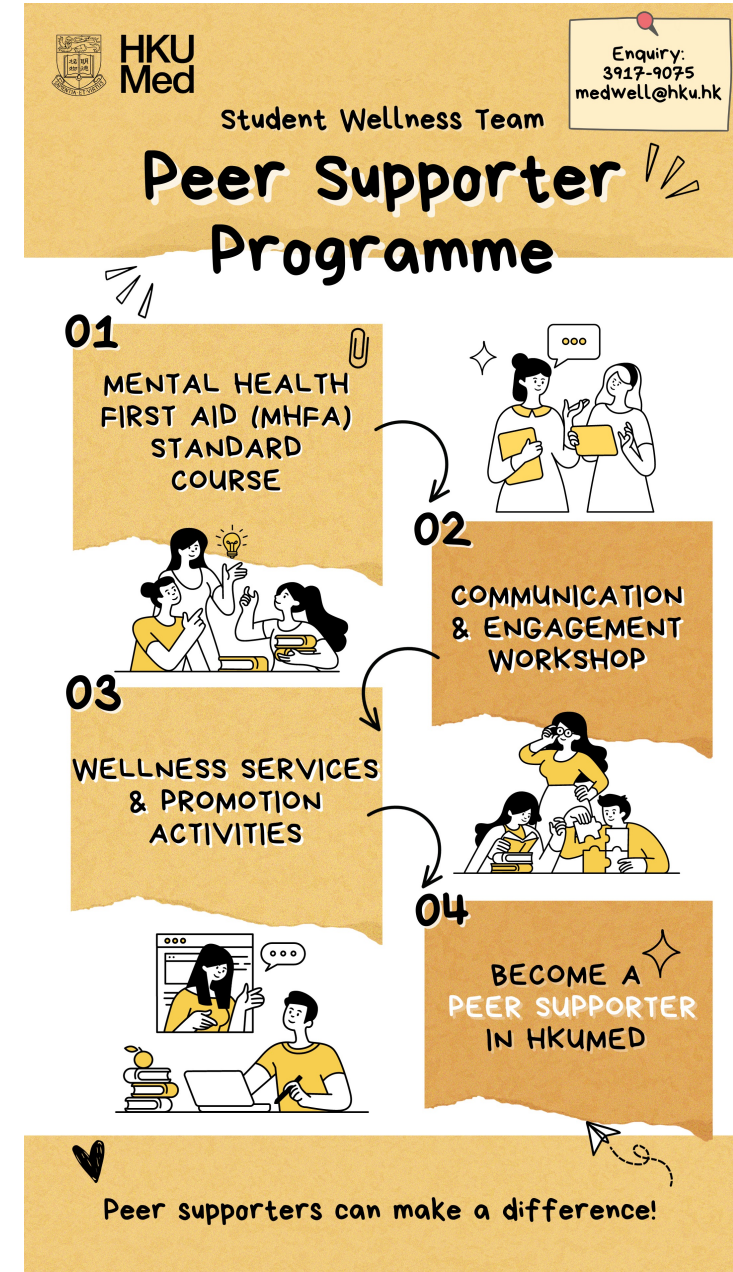 HKU
Med
Enquiry:
3917-9075
medwell@hku.hk
Student Wellness Team
Peer Supporter
Programme
01
MENTAL HEALTH
FIRST AID (MHFA)
STANDARD
COURSE
02
COMMUNICATION
& ENGAGEMENT
WORKSHOP
03
WELLNESS SERVICES
& PROMOTION
ACTIVITIES
04
BECOME A
PEER SUPPORTER
IN HKUMED
Peer supporters can make a difference!